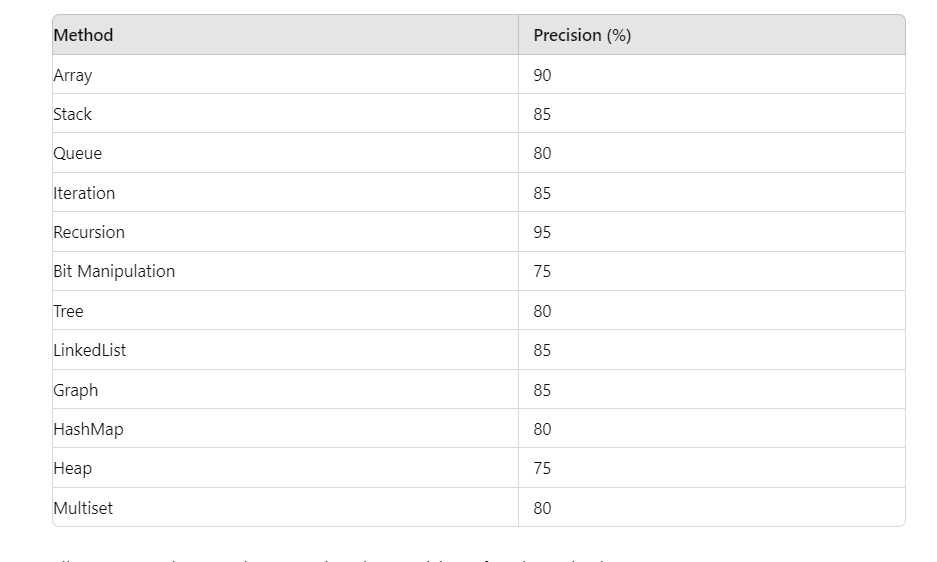 Method Precision (%)
Array 90
Stack 85
Queue 80
Iteration 85
Recursion 95
Bit Manipulation 75
Tree 80
LinkedList 85
Graph 85
HashMap 80
Heap 75
Multiset 80